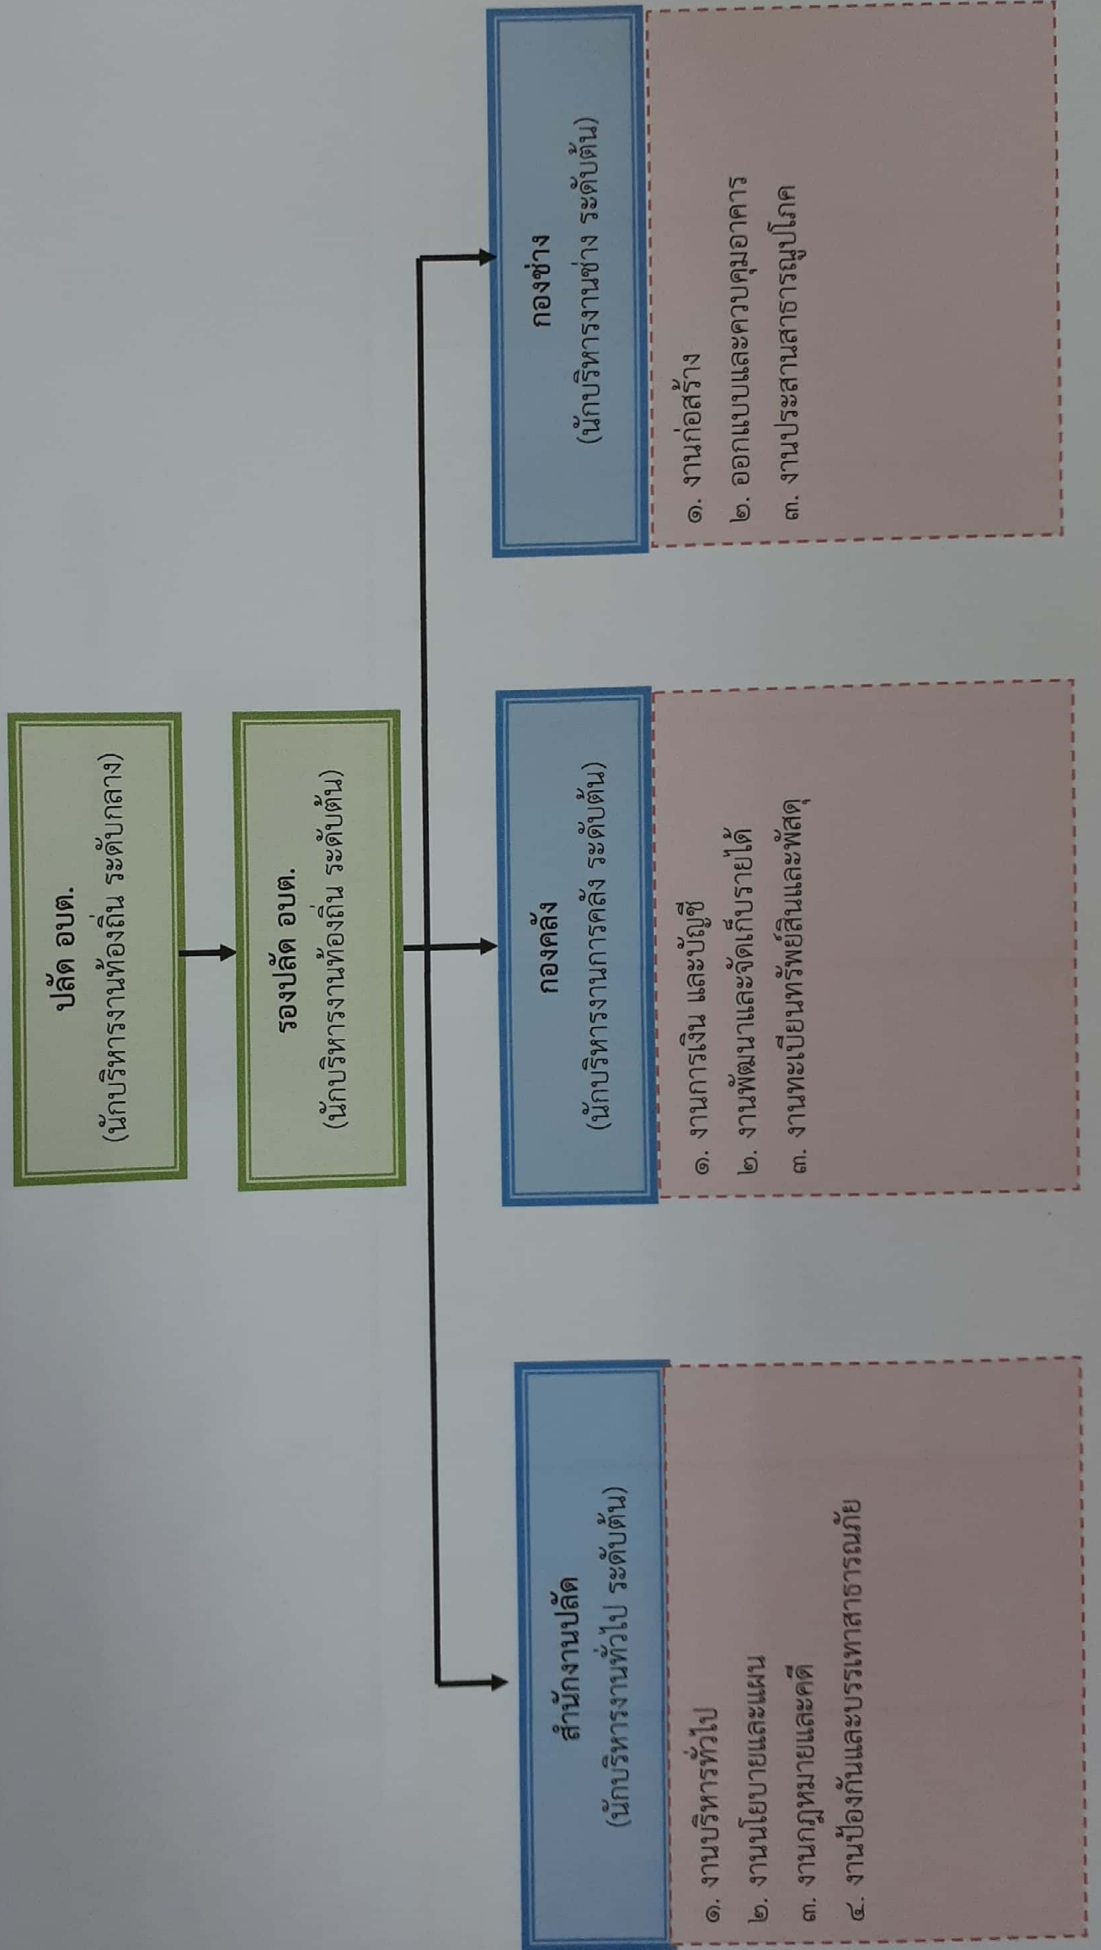 ปลัด อบต.
(นักบริหารงานท้องถิ่น ระดับกลาง)
รองปลัด อบต.
(นักบริหารงานท้องถิ่น ระดับต้น)
สำนักงานปลัด
(นักบริหารงานทั่วไป ระดับต้น)
๑. งานบริหารทั่วไป
๒. งานนโยบายและแผน
๓. งานกฎหมายและคดี
๔. งานป้องกันและบรรเทาสาธารณภัย
กองคลัง
(นักบริหารงานการคลัง ระดับต้น)
๑. งานการเงิน และบัญชี
๒. งานพัฒนาและจัดเก็บรายได้
๓. งานทะเบียนทรัพย์สินและพัสดุ
กองช่าง
(นักบริหารงานช่าง ระดับต้น)
๑. งานก่อสร้าง
๒. ออกแบบและควบคุมอาคาร
๓. งานประสานสาธารณูปโภค